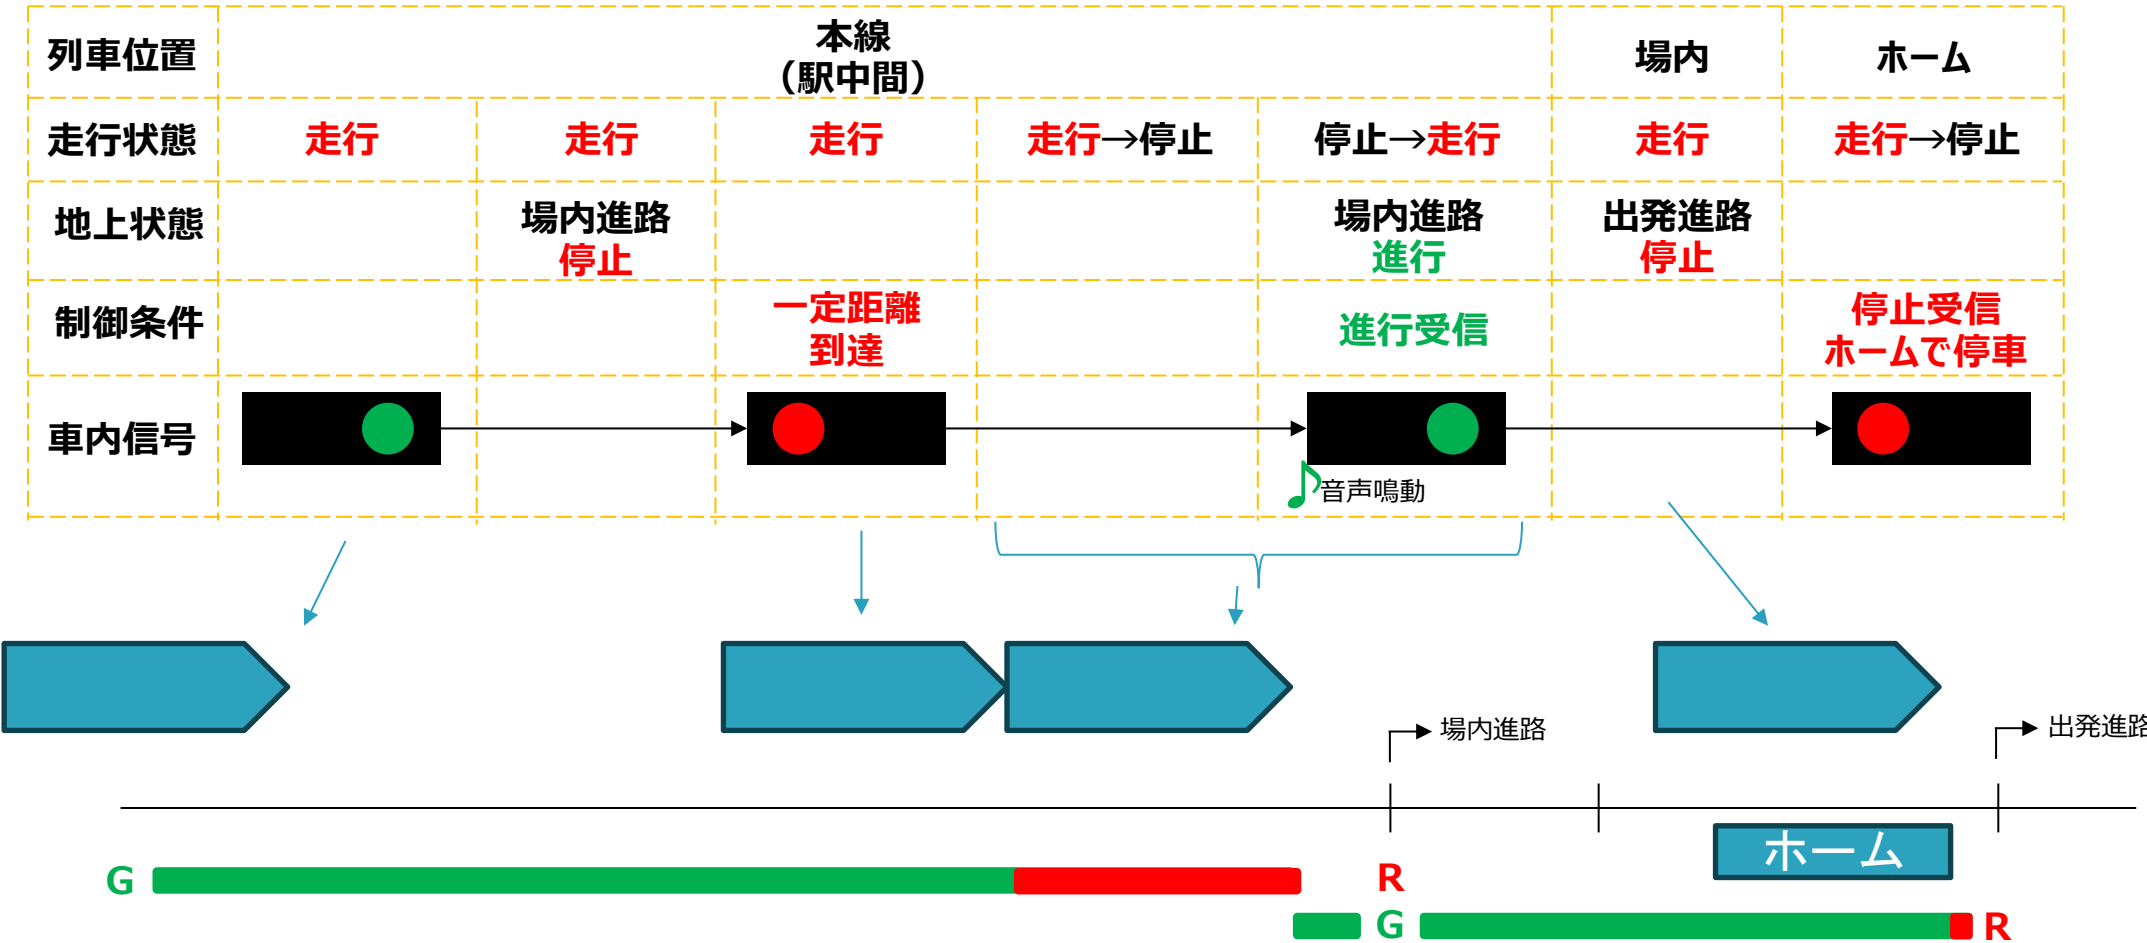 列車位置
本線
（駅中間）
場内
ホーム
走行状態
走行
走行
走行
走行→停止
停止→走行
走行
走行→停止
地上状態
場内進路
停止
場内進路
進行
出発進路
停止
制御条件
一定距離
到達
進行受信
停止受信
ホームで停車
車内信号
音声鳴動
場内進路
出発進路
ホーム
G
R
G
R